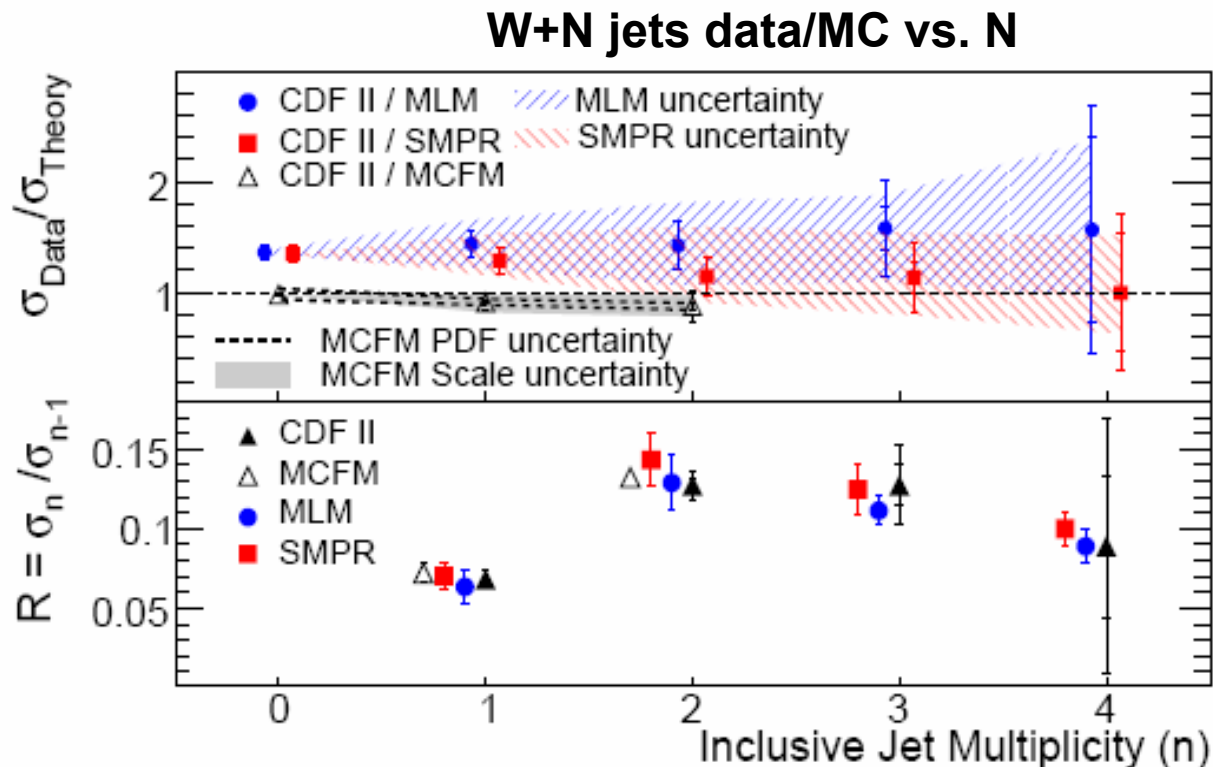 W+N jets data/MC vs. N
σData/σTheory
2
1
CDF II / MLM
MLM uncertainty
CDF II / SMPR
SMPR uncertainty
CDF II / MCFM
MCFM PDF uncertainty
MCFM Scale uncertainty
R = σn /σn-1
0.15
0.1
0.05
CDF II
MCFM
MLM
SMPR
0 1 2 3 4
Inclusive Jet Multiplicity (n)